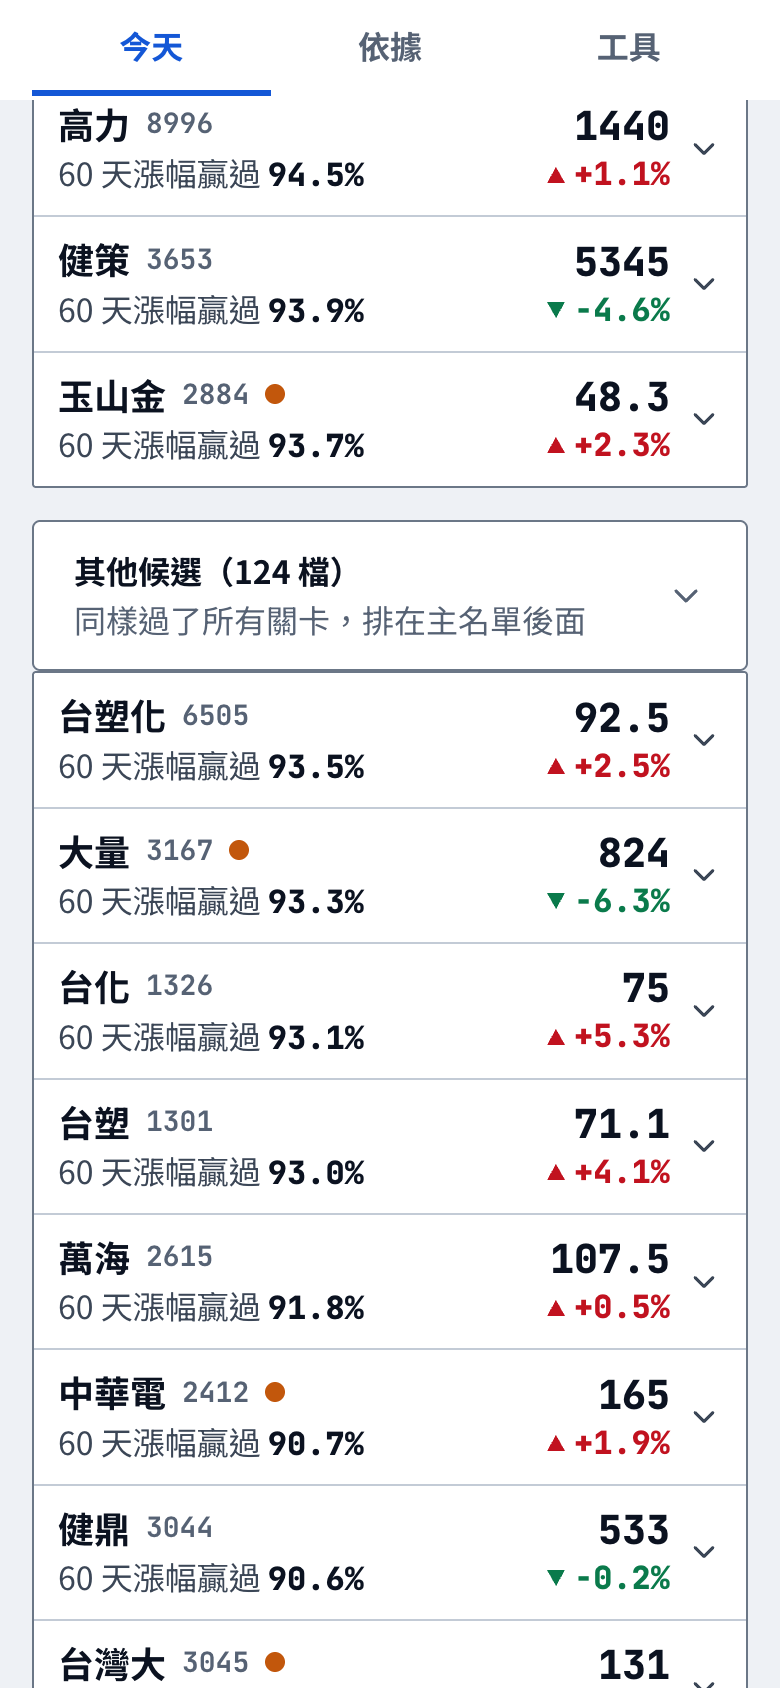 今天 依據 工具
高力 8996 1440
60 天漲幅贏過 94.5% ▲ +1.1%
健策 3653 5345
60 天漲幅贏過 93.9% ▼ -4.6%
玉山金 2884 48.3
60 天漲幅贏過 93.7% ▲ +2.3%
其他候選（124 檔）
同樣過了所有關卡，排在主名單後面
台塑化 6505 92.5
60 天漲幅贏過 93.5% ▲ +2.5%
大量 3167 824
60 天漲幅贏過 93.3% ▼ -6.3%
台化 1326 75
60 天漲幅贏過 93.1% ▲ +5.3%
台塑 1301 71.1
60 天漲幅贏過 93.0% ▲ +4.1%
萬海 2615 107.5
60 天漲幅贏過 91.8% ▲ +0.5%
中華電 2412 165
60 天漲幅贏過 90.7% ▲ +1.9%
健鼎 3044 533
60 天漲幅贏過 90.6% ▼ -0.2%
台灣大 3045 131